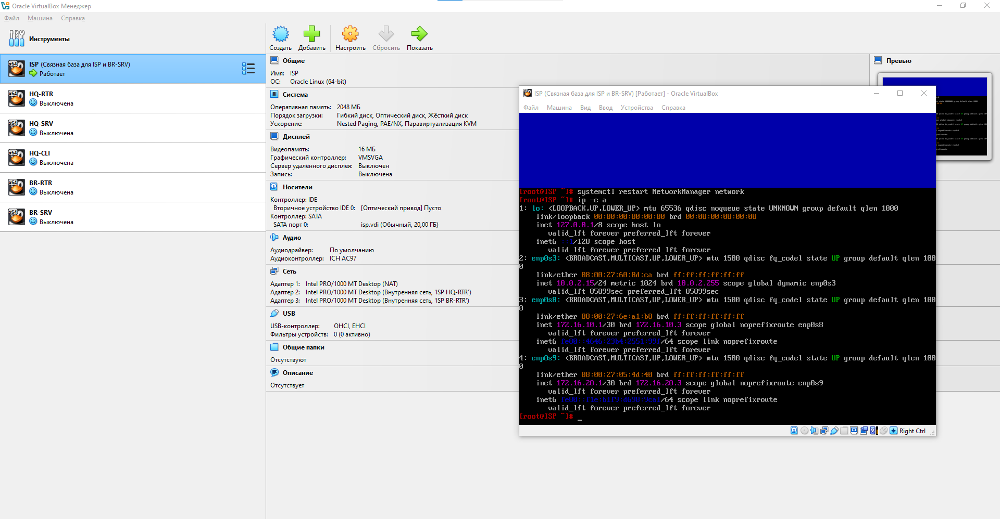 Oracle VirtualBox Менеджер
Файл Машина Справка
Инструменты
ISP (Связная база для ISP и BR-SRV)
Работает
HQ-RTR
Выключена
HQ-SRV
Выключена
HQ-CLI
Выключена
BR-RTR
Выключена
BR-SRV
Выключена
Создать Добавить Настроить Сбросить Показать
Общие
Имя: ISP
ОС: Oracle Linux (64-bit)
Система
Оперативная память: 2048 МБ
Порядок загрузки: Гибкий диск, Оптический диск, Жёсткий диск
Ускорение: Nested Paging, PAE/NX, Паравиртуализация KVM
Дисплей
Видеопамять: 16 МБ
Графический контроллер: VMSVGA
Сервер удалённого дисплея: Выключен
Запись: Выключена
Носители
Контроллер: IDE
Вторичное устройство IDE 0: [Оптический привод] Пусто
Контроллер: SATA
SATA порт 0: isp.vdi (Обычный, 20,00 ГБ)
Аудио
Аудиодрайвер: По умолчанию
Аудиоконтроллер: ICH AC97
Сеть
Адаптер 1: Intel PRO/1000 MT Desktop (NAT)
Адаптер 2: Intel PRO/1000 MT Desktop (Внутренняя сеть, 'ISP HQ-RTR')
Адаптер 3: Intel PRO/1000 MT Desktop (Внутренняя сеть, 'ISP BR-RTR')
USB
USB-контроллер: OHCI, EHCI
Фильтры устройств: 0 (0 активно)
Общие папки
Отсутствуют
Описание
Отсутствует
Превью
ISP (Связная база для ISP и BR-SRV) [Работает] - Oracle VirtualBox
Файл Машина Вид Ввод Устройства Справка
[root@ISP ~]# systemctl restart NetworkManager network
[root@ISP ~]# ip -c a
1: lo: <LOOPBACK,UP,LOWER_UP> mtu 65536 qdisc noqueue state UNKNOWN group default qlen 1000
link/loopback 00:00:00:00:00:00 brd 00:00:00:00:00:00
inet 127.0.0.1/8 scope host lo
valid_lft forever preferred_lft forever
inet6 ::1/128 scope host
valid_lft forever preferred_lft forever
2: enp0s3: <BROADCAST,MULTICAST,UP,LOWER_UP> mtu 1500 qdisc fq_codel state UP group default qlen 100
0
link/ether 08:00:27:60:8d:ca brd ff:ff:ff:ff:ff:ff
inet 10.0.2.15/24 metric 1024 brd 10.0.2.255 scope global dynamic enp0s3
valid_lft 85899sec preferred_lft 85899sec
3: enp0s8: <BROADCAST,MULTICAST,UP,LOWER_UP> mtu 1500 qdisc fq_codel state UP group default qlen 100
0
link/ether 08:00:27:6e:a1:b8 brd ff:ff:ff:ff:ff:ff
inet 172.16.10.1/30 brd 172.16.10.3 scope global noprefixroute enp0s8
valid_lft forever preferred_lft forever
inet6 fe80::4646:23b4:2551:99f/64 scope link noprefixroute
valid_lft forever preferred_lft forever
4: enp0s9: <BROADCAST,MULTICAST,UP,LOWER_UP> mtu 1500 qdisc fq_codel state UP group default qlen 100
0
link/ether 08:00:27:05:4d:40 brd ff:ff:ff:ff:ff:ff
inet 172.16.20.1/30 brd 172.16.20.3 scope global noprefixroute enp0s9
valid_lft forever preferred_lft forever
inet6 fe80::f1e:b1f9:d690:9ca1/64 scope link noprefixroute
valid_lft forever preferred_lft forever
[root@ISP ~]# _
Right Ctrl